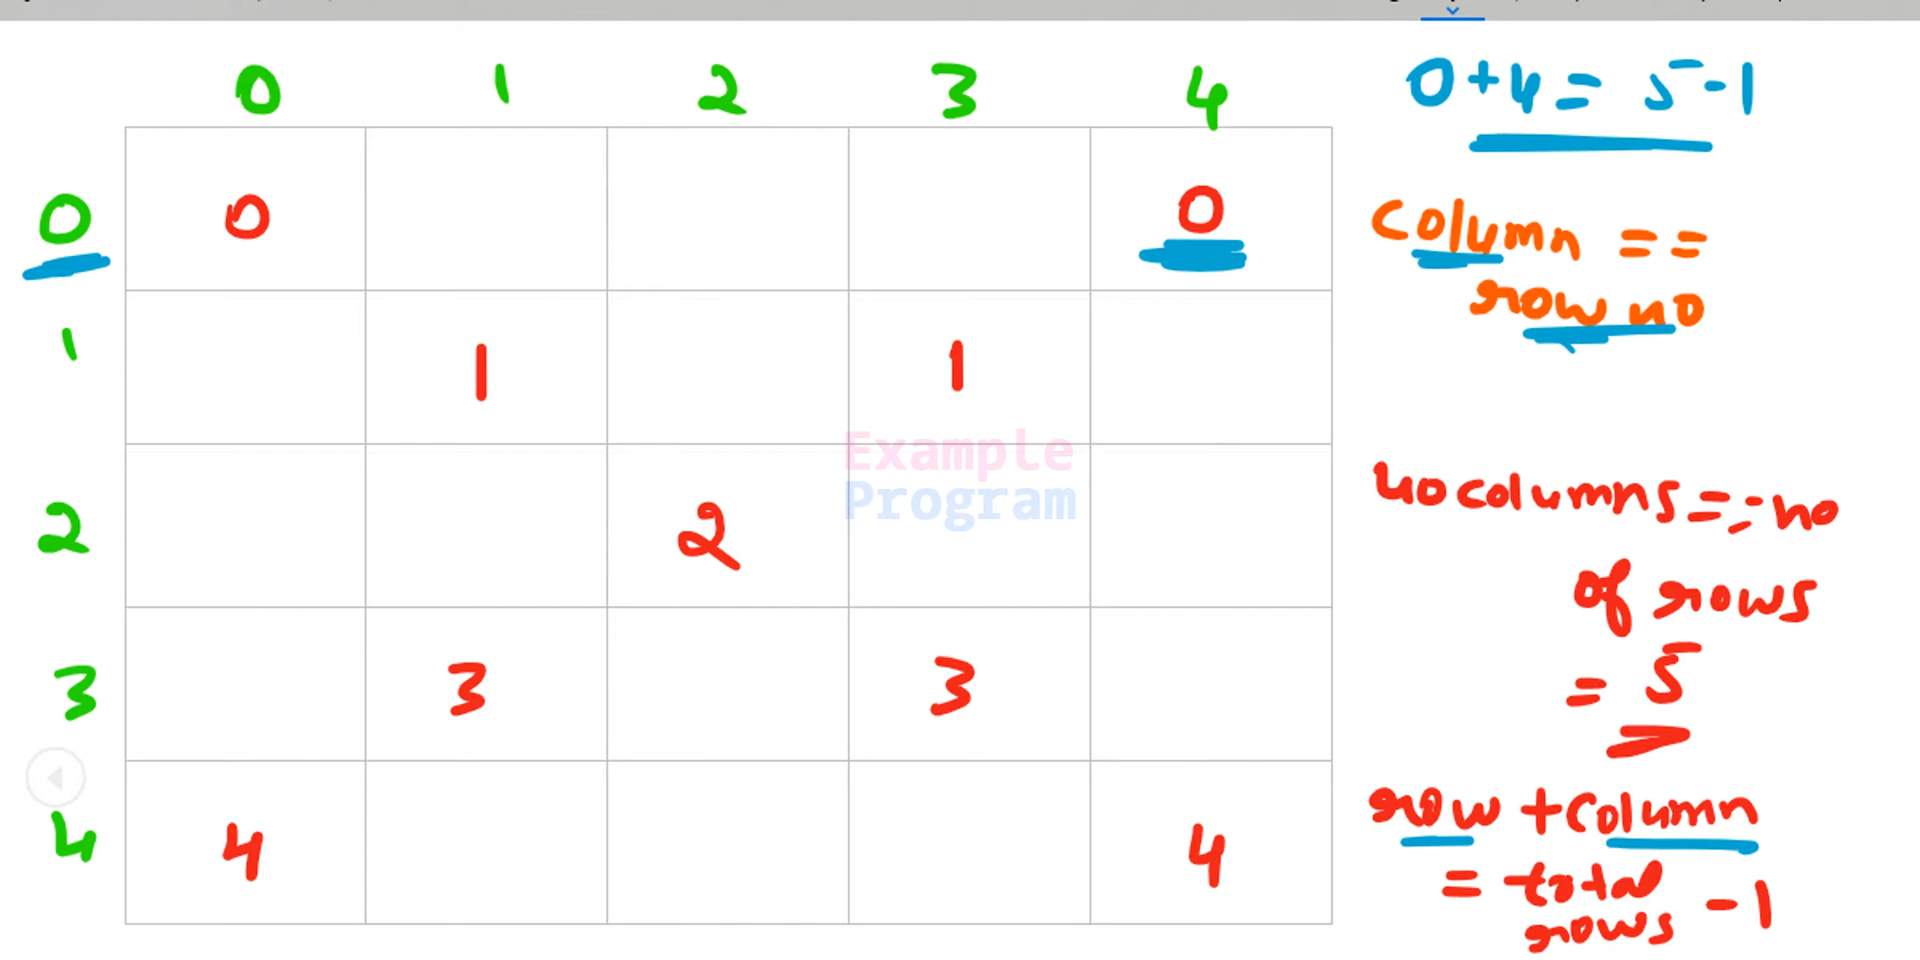 0 1 2 3 4
0 0 0
1 1 1
2 2
3 3 3
4 4 4
Example
Program
0+4= 5-1
Column ==
row no
no columns == no
of rows
= 5
row + column
= total
rows -1